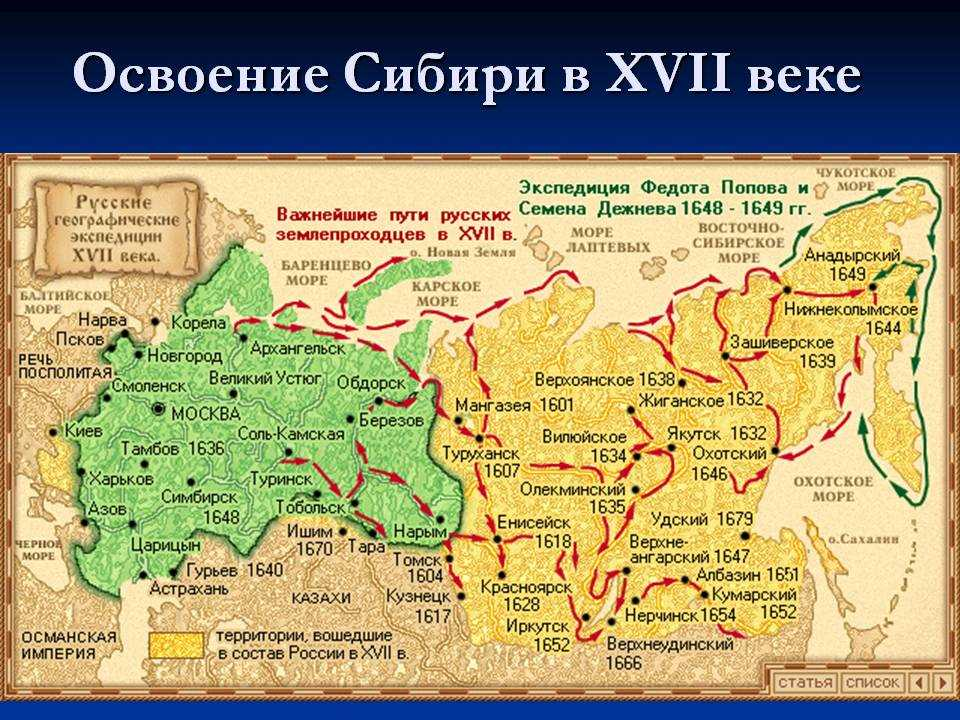 Освоение Сибири в XVII веке
Русские
географические
экспедиции
XVII века.
Важнейшие пути русских
землепроходцев в XVII в.
Экспедиция Федота Попова и
Семена Дежнева 1648 - 1649 гг.
ЧУКОТСКОЕ
МОРЕ
о. Новая Земля
БАРЕНЦЕВО
МОРЕ
КАРСКОЕ
МОРЕ
МОРЕ
ЛАПТЕВЫХ
ВОСТОЧНО-
СИБИРСКОЕ
МОРЕ
Анадырский
1649
БАЛТИЙСКОЕ
МОРЕ
Нарва
Корела
Псков
Новгород
Архангельск
Нижнеколымское
1644
Зашиверское
1639
РЕЧЬ
ПОСПОЛИТАЯ
Смоленск
Великий Устюг
Обдорск
Верхоянское 1638
Жиганское 1632
МОСКВА
Березов
Мангазея 1601
Киев
Тамбов 1636
Соль-Камская
Туруханск
1607
Вилюйское
1634
Якутск 1632
Охотский
1646
Харьков
Туринск
Симбирск
1648
Тобольск
Олекминский
1635
ОХОТСКОЕ
МОРЕ
Азов
Царицын
Ишим
1670
Тара
Нарым
Енисейск
1618
Удский 1679
о.Сахалин
ЧЕРНОЕ
МОРЕ
Гурьев 1640
Астрахань
КАЗАХИ
Томск
1604
Кузнецк
1617
Красноярск
1628
Верхне-
ангарский 1647
Албазин 1651
Кумарский
1652
Нерчинск 1654
Иркутск
1652
Верхнеудинский
1666
ОСМАНСКАЯ
ИМПЕРИЯ
территории, вошедшие
в состав России в XVII в.
статья
список